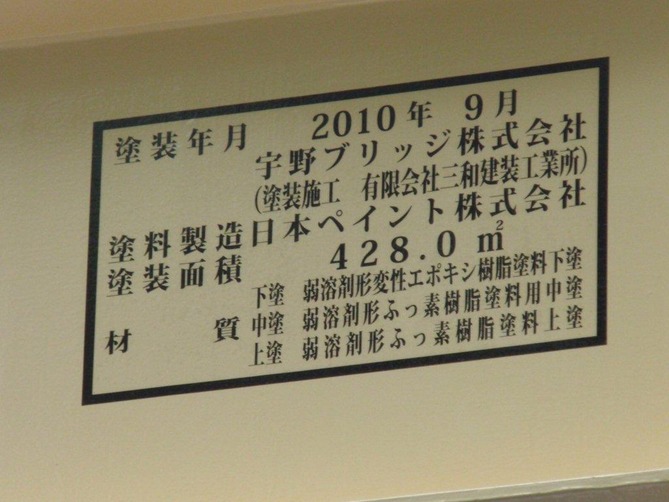 塗装年月 2010年 9月
宇野ブリッジ株式会社
(塗装施工 有限会社三和建装工業所)
塗料製造 日本ペイント株式会社
塗装面積 428.0㎡
下塗 弱溶剤形変性エポキシ樹脂塗料下塗
材質 中塗 弱溶剤形ふっ素樹脂塗料用中塗
上塗 弱溶剤形ふっ素樹脂塗料上塗